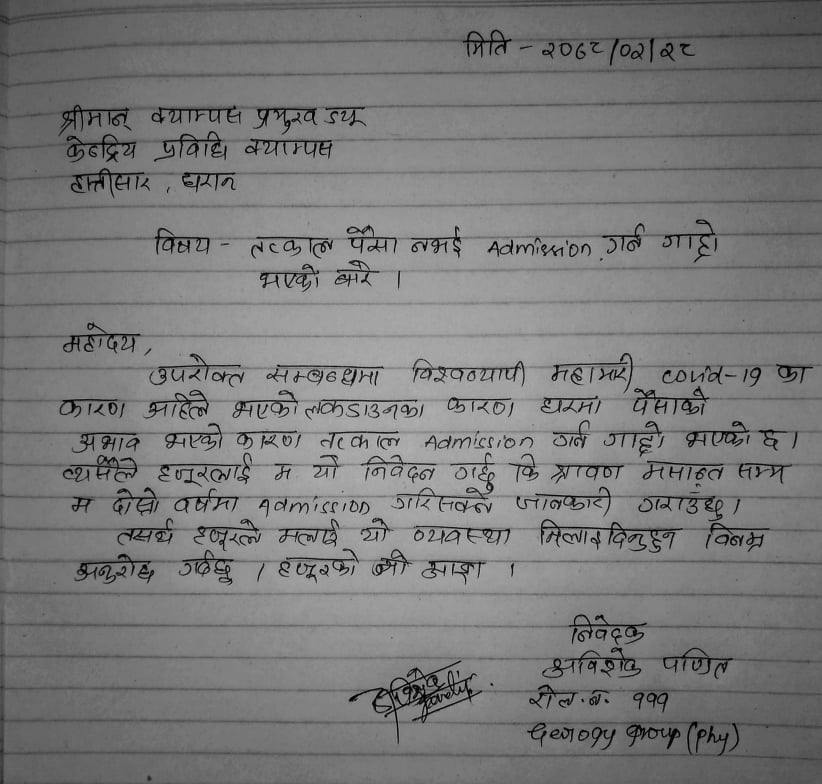 मिति - २०७८/०२/२८
श्रीमान् क्याम्पस प्रमुख ज्यू
केन्द्रिय प्रविधि क्याम्पस
हात्तीसार , धरान
विषय - तत्काल पैसा नभई Admission गर्न गाह्रो
भएको बारे ।
महोदय,
उपरोक्त सम्बन्धमा विश्वव्यापी महामारी covid-19 का
कारण अहिले भएको लकडाउनका कारण घरमा पैसाको
अभाव भएको कारण तत्काल Admission गर्न गाह्रो भएको छ ।
त्यसैले हजुरलाई म यो निवेदन गर्छु कि श्रावण मसान्त सम्म
म दोस्रो वर्षमा Admission गरिसक्ने जानकारी गराउँछु ।
तसर्थ हजुरले मलाई यो व्यवस्था मिलाइदिनुहुन विनम्र
अनुरोध गर्दछु । हजुरको जो आज्ञा ।
निवेदक
अविशेक पण्डित
रोल.न. १११
Geology group (Phy)